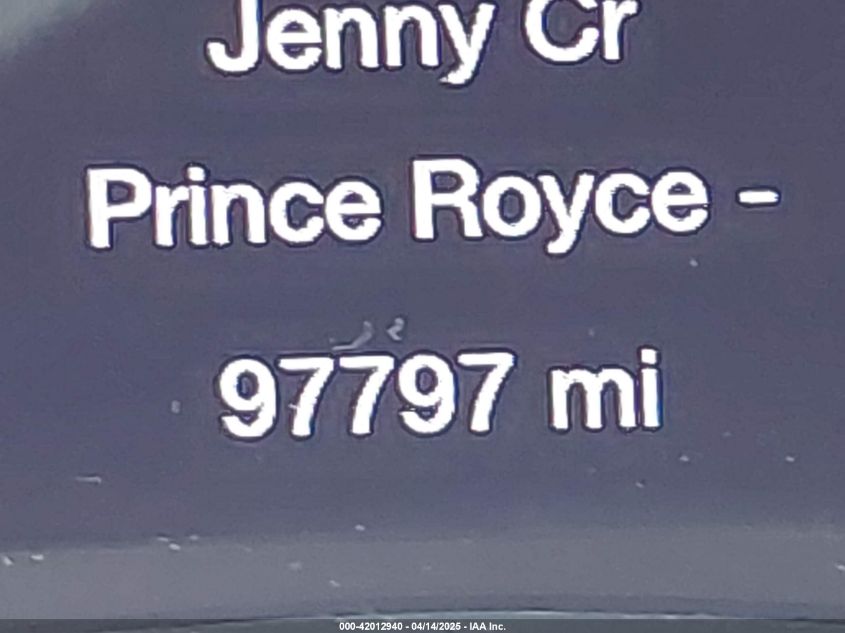 Jenny Cr
Prince Royce -
97797 mi
000-42012940 - 04/14/2025 - IAA Inc.